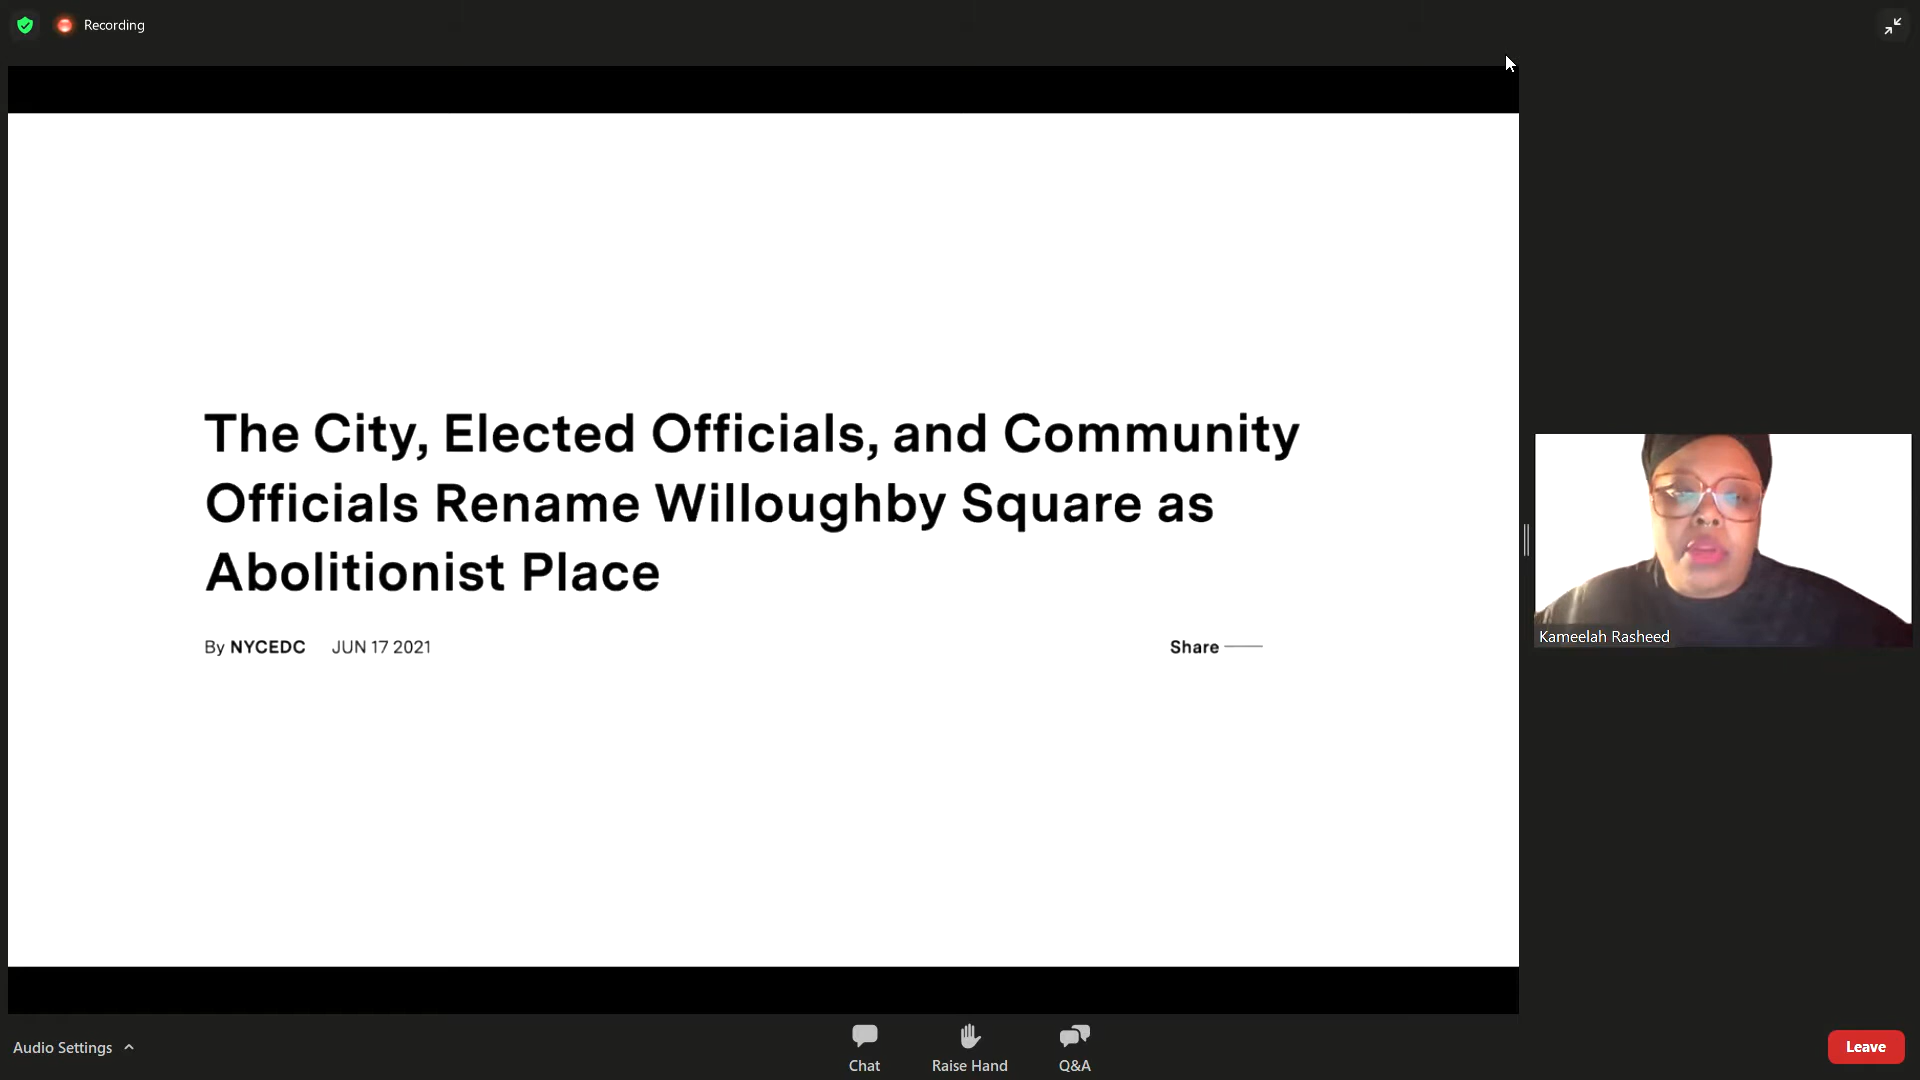 Recording
The City, Elected Officials, and Community
Officials Rename Willoughby Square as
Abolitionist Place
By NYCEDC JUN 17 2021 Share
Kameelah Rasheed
Audio Settings
Chat
Raise Hand
Q&A
Leave